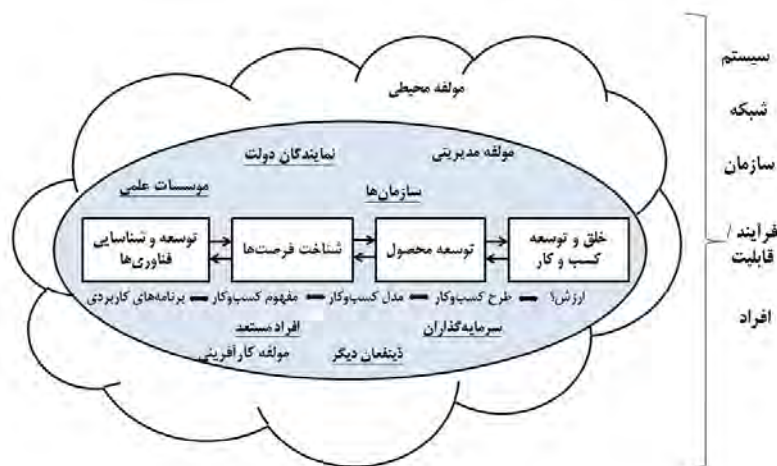 سیستم
شبکه
سازمان
فرآیند /
قابلیت
افراد
مولفه محیطی
مولفه مدیریتی
نمایندگان دولت
سازمان‌ها
موسسات علمی
خلق و توسعه
کسب و کار
توسعه محصول
شناخت فرصت‌ها
توسعه و شناسایی
فناوری‌ها
ارزش؟ طرح کسب‌وکار مدل کسب‌وکار مفهوم کسب‌وکار برنامه‌های کاربردی
سرمایه‌گذاران
افراد مستعد
ذینفعان دیگر
مولفه کارآفرینی